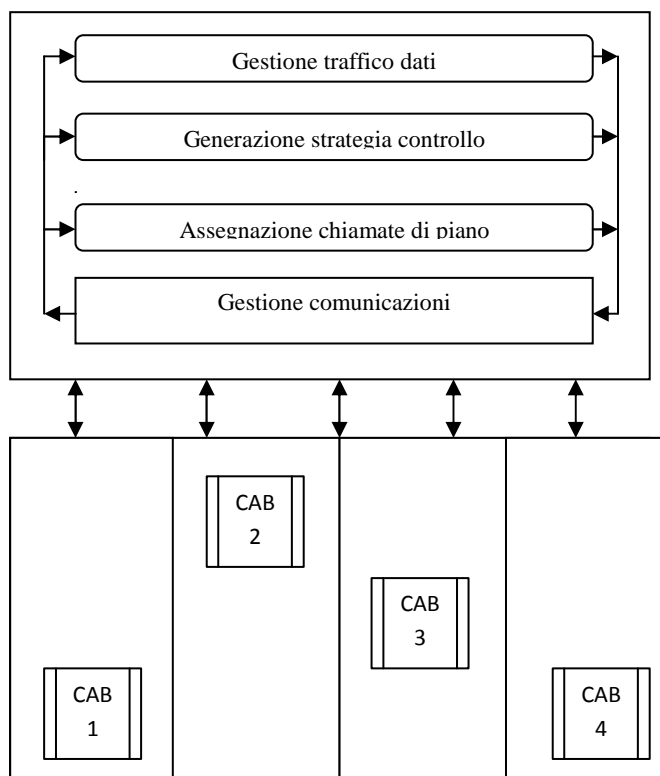 Gestione traffico dati
Generazione strategia controllo
.
Assegnazione chiamate di piano
Gestione comunicazioni
CAB
2
CAB
3
CAB
1
CAB
4